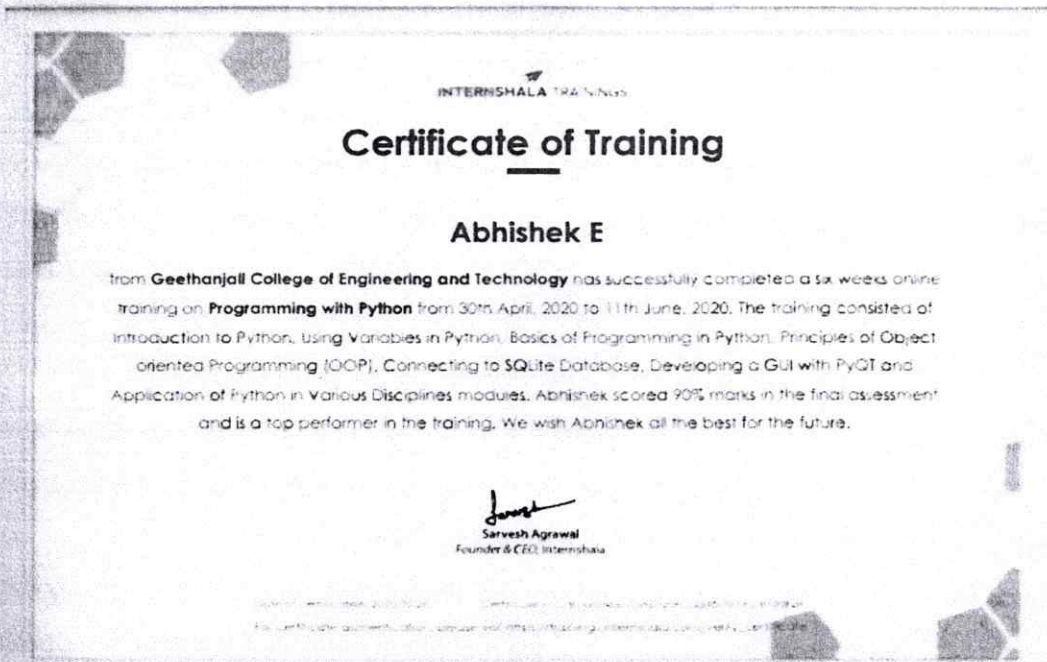 INTERNSHALA TRAININGS
Certificate of Training
Abhishek E
from Geethanjali College of Engineering and Technology has successfully completed a six weeks online
training on Programming with Python from 30th April, 2020 to 11th June, 2020. The training consisted of
Introduction to Python, Using Variables in Python, Basics of Programming in Python, Principles of Object
oriented Programming (OOP), Connecting to SQLite Database, Developing a GUI with PyQT and
Application of Python in Various Disciplines modules. Abhishek scored 90% marks in the final assessment
and is a top performer in the training. We wish Abhishek all the best for the future.
Sarvesh Agrawal
Founder & CEO, Internshala
For certificate authentication, please visit